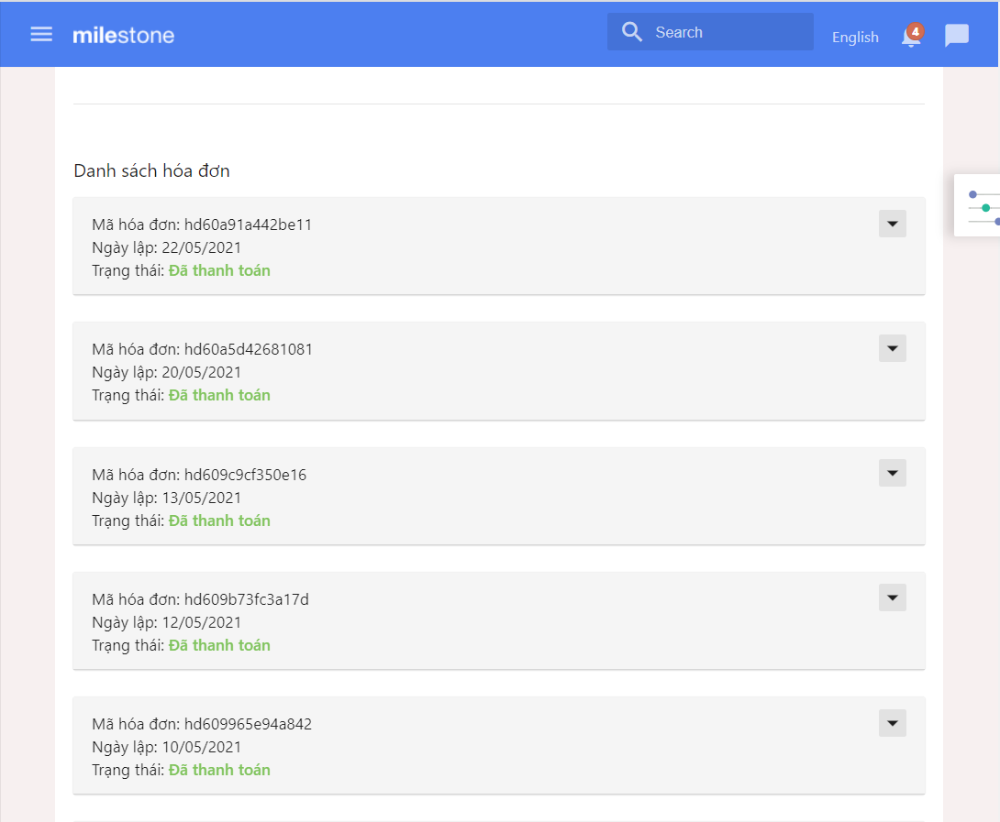 milestone
Search
English
4
Danh sách hóa đơn
Mã hóa đơn: hd60a91a442be11
Ngày lập: 22/05/2021
Trạng thái: Đã thanh toán
Mã hóa đơn: hd60a5d42681081
Ngày lập: 20/05/2021
Trạng thái: Đã thanh toán
Mã hóa đơn: hd609c9cf350e16
Ngày lập: 13/05/2021
Trạng thái: Đã thanh toán
Mã hóa đơn: hd609b73fc3a17d
Ngày lập: 12/05/2021
Trạng thái: Đã thanh toán
Mã hóa đơn: hd609965e94a842
Ngày lập: 10/05/2021
Trạng thái: Đã thanh toán